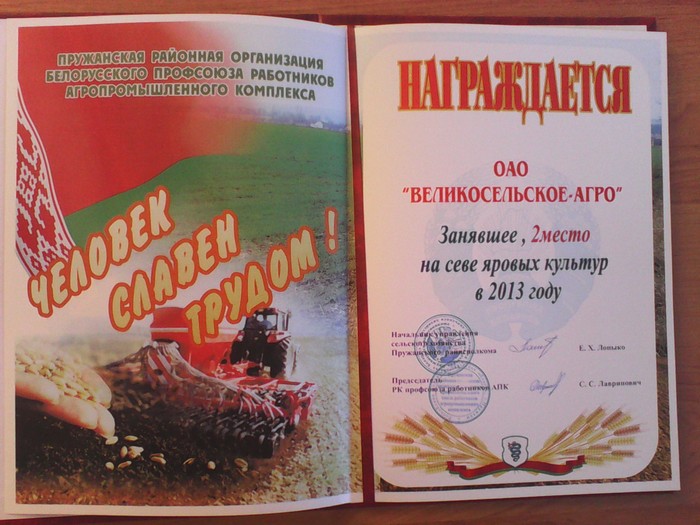 ПРУЖАНСКАЯ РАЙОННАЯ ОРГАНИЗАЦИЯ
БЕЛОРУССКОГО ПРОФСОЮЗА РАБОТНИКОВ
АГРОПРОМЫШЛЕННОГО КОМПЛЕКСА
ЧЕЛОВЕК
СЛАВЕН
ТРУДОМ!
НАГРАЖДАЕТСЯ
ОАО
"ВЕЛИКОСЕЛЬСКОЕ-АГРО"
Занявшее , 2место
на севе яровых культур
в 2013 году
Начальник управления
сельского хозяйства
Пружанского райисполкома
Е. Х. Лопыко
Председатель
РК профсоюза работников АПК
С. С. Лавринович